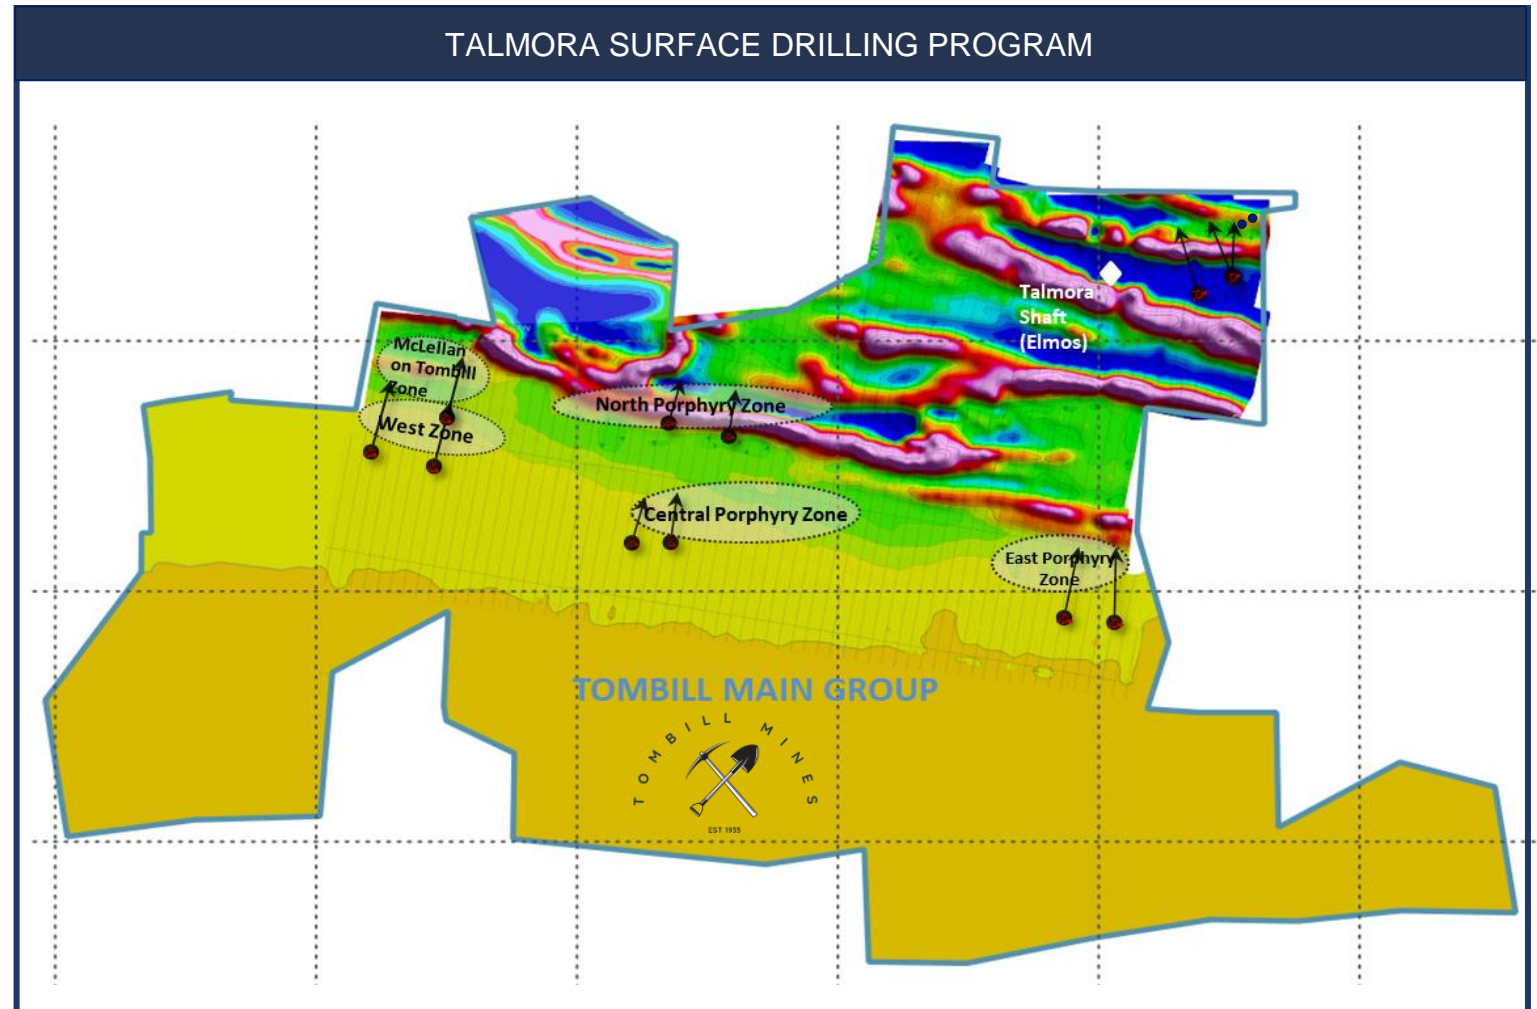 TALMORA SURFACE DRILLING PROGRAM
Talmora
Shaft
(Elmos)
McLellan
on Tombill
Zone
West Zone
North Porphyry Zone
Central Porphyry Zone
East Porphyry
Zone
TOMBILL MAIN GROUP
TOMBILL MINES
EST 1935